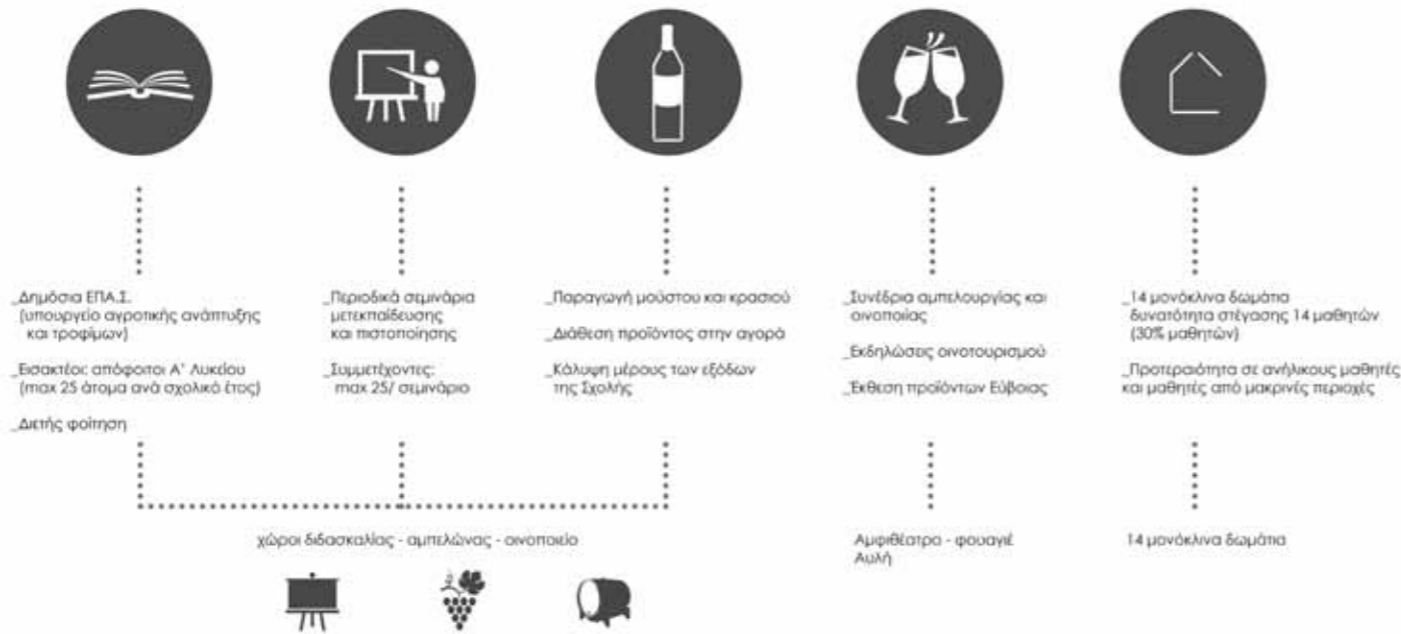 _Δημόσια ΕΠΑ.Σ.
(υπουργείο αγροτικής ανάπτυξης
και τροφίμων)
_Εισακτέοι: απόφοιτοι Α' Λυκείου
(max 25 άτομα ανά σχολικό έτος)
_Διετής φοίτηση
_Περιοδικά σεμινάρια
μετεκπαίδευσης
και πιστοποίησης
_Συμμετέχοντες:
max 25/ σεμινάριο
_Παραγωγή μούστου και κρασιού
_Διάθεση προϊόντος στην αγορά
_Κάλυψη μέρους των εξόδων
της Σχολής
_Συνέδρια αμπελουργίας και
οινοποιίας
_Εκδηλώσεις οινοτουρισμού
_Έκθεση προϊόντων Εύβοιας
_14 μονόκλινα δωμάτια
δυνατότητα στέγασης 14 μαθητών
(30% μαθητών)
_Προτεραιότητα σε ανήλικους μαθητές
και μαθητές από μακρινές περιοχές
χώροι διδασκαλίας - αμπελώνας - οινοποιείο
Αμφιθέατρο - φουαγιέ
Αυλή
14 μονόκλινα δωμάτια